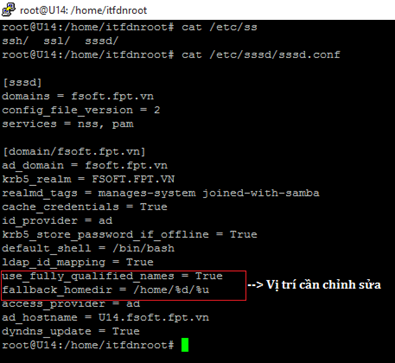 root@U14: /home/itfdnroot
root@U14:/home/itfdnroot# cat /etc/ss
ssh/ ssl/ sssd/
root@U14:/home/itfdnroot# cat /etc/sssd/sssd.conf
[sssd]
domains = fsoft.fpt.vn
config_file_version = 2
services = nss, pam
[domain/fsoft.fpt.vn]
ad_domain = fsoft.fpt.vn
krb5_realm = FSOFT.FPT.VN
realmd_tags = manages-system joined-with-samba
cache_credentials = True
id_provider = ad
krb5_store_password_if_offline = True
default_shell = /bin/bash
ldap_id_mapping = True
use_fully_qualified_names = True
fallback_homedir = /home/%d/%u
--> Vị trí cần chỉnh sửa
access_provider = ad
ad_hostname = U14.fsoft.fpt.vn
dyndns_update = True
root@U14:/home/itfdnroot#